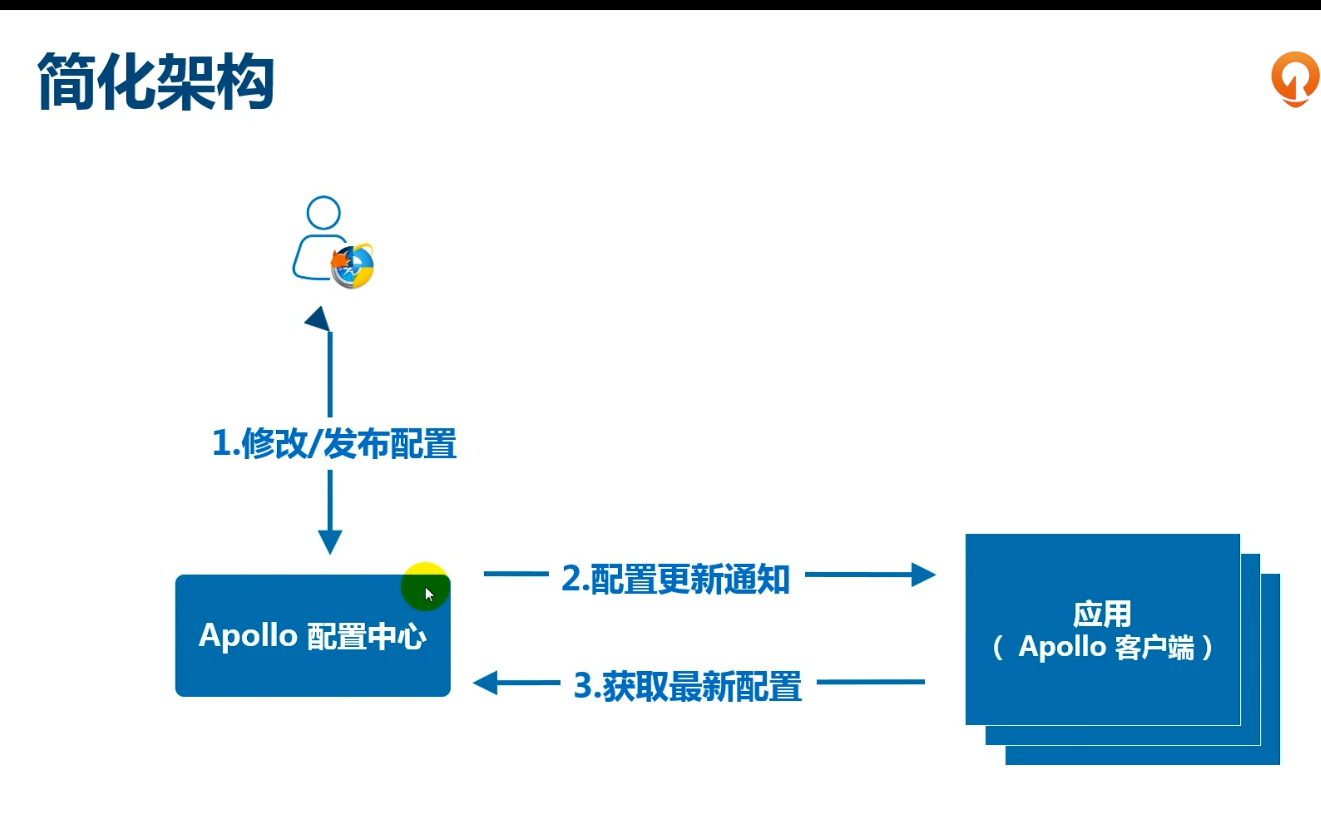 简化架构
1.修改/发布配置
2.配置更新通知
Apollo 配置中心
应用
（ Apollo 客户端 ）
3.获取最新配置